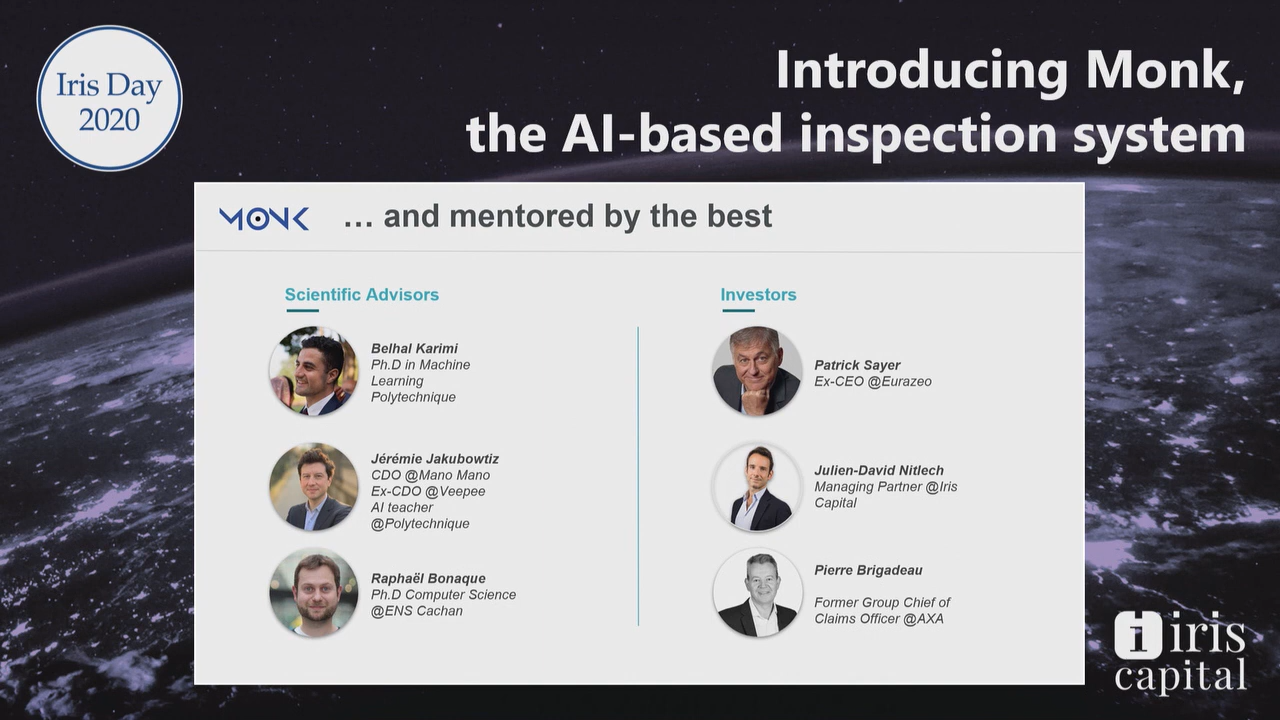 Iris Day
2020
Introducing Monk,
the AI-based inspection system
MONK
… and mentored by the best
Scientific Advisors
Belhal Karimi
Ph.D in Machine
Learning
Polytechnique
Jérémie Jakubowtiz
CDO @Mano Mano
Ex-CDO @Veepee
AI teacher
@Polytechnique
Raphaël Bonaque
Ph.D Computer Science
@ENS Cachan
Investors
Patrick Sayer
Ex-CEO @Eurazeo
Julien-David Nitlech
Managing Partner @Iris
Capital
Pierre Brigadeau
Former Group Chief of
Claims Officer @AXA
i iris
capital